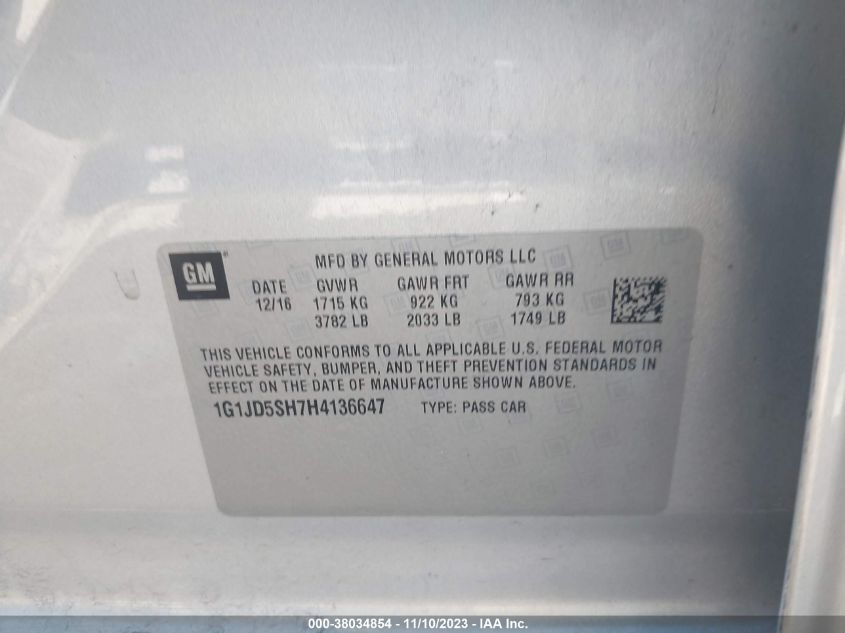 GM
MFD BY GENERAL MOTORS LLC
DATE GVWR GAWR FRT GAWR RR
12/16 1715 KG 922 KG 793 KG
3782 LB 2033 LB 1749 LB
THIS VEHICLE CONFORMS TO ALL APPLICABLE U.S. FEDERAL MOTOR
VEHICLE SAFETY, BUMPER, AND THEFT PREVENTION STANDARDS IN
EFFECT ON THE DATE OF MANUFACTURE SHOWN ABOVE.
1G1JD5SH7H4136647 TYPE: PASS CAR
000-38034854 - 11/10/2023 - IAA Inc.